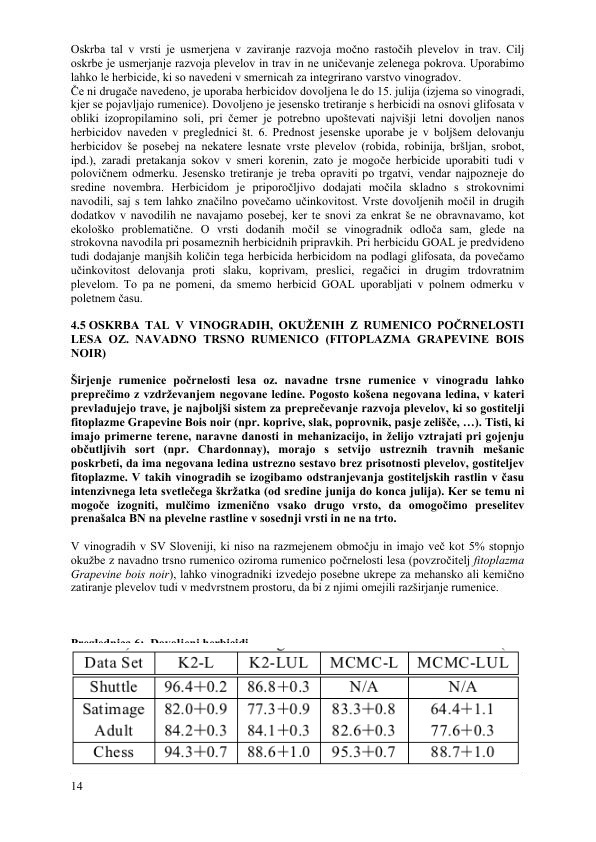 Oskrba tal v vrsti je usmerjena v zaviranje razvoja močno rastočih plevelov in trav. Cilj
oskrbe je usmerjanje razvoja plevelov in trav in ne uničevanje zelenega pokrova. Uporabimo
lahko le herbicide, ki so navedeni v smernicah za integrirano varstvo vinogradov.
Če ni drugače navedeno, je uporaba herbicidov dovoljena le do 15. julija (izjema so vinogradi,
kjer se pojavljajo rumenice). Dovoljeno je jesensko tretiranje s herbicidi na osnovi glifosata v
obliki izopropilamino soli, pri čemer je potrebno upoštevati najvišji letni dovoljen nanos
herbicidov naveden v preglednici št. 6. Prednost jesenske uporabe je v boljšem delovanju
herbicidov še posebej na nekatere lesnate vrste plevelov (robida, robinija, bršljan, srobot,
ipd.), zaradi pretakanja sokov v smeri korenin, zato je mogoče herbicide uporabiti tudi v
polovičnem odmerku. Jesensko tretiranje je treba opraviti po trgatvi, vendar najpozneje do
sredine novembra. Herbicidom je priporočljivo dodajati močila skladno s strokovnimi
navodili, saj s tem lahko značilno povečamo učinkovitost. Vrste dovoljenih močil in drugih
dodatkov v navodilih ne navajamo posebej, ker te snovi za enkrat še ne obravnavamo, kot
ekološko problematične. O vrsti dodanih močil se vinogradnik odloča sam, glede na
strokovna navodila pri posameznih herbicidnih pripravkih. Pri herbicidu GOAL je predvideno
tudi dodajanje manjših količin tega herbicida herbicidom na podlagi glifosata, da povečamo
učinkovitost delovanja proti slaku, koprivam, preslici, regačici in drugim trdovratnim
plevelom. To pa ne pomeni, da smemo herbicid GOAL uporabljati v polnem odmerku v
poletnem času.
4.5 OSKRBA TAL V VINOGRADIH, OKUŽENIH Z RUMENICO POČRNELOSTI
LESA OZ. NAVADNO TRSNO RUMENICO (FITOPLAZMA GRAPEVINE BOIS
NOIR)
Širjenje rumenice počrnelosti lesa oz. navadne trsne rumenice v vinogradu lahko
preprečimo z vzdrževanjem negovane ledine. Pogosto košena negovana ledina, v kateri
prevladujejo trave, je najboljši sistem za preprečevanje razvoja plevelov, ki so gostitelji
fitoplazme Grapevine Bois noir (npr. koprive, slak, poprovnik, pasje zelišče, …). Tisti, ki
imajo primerne terene, naravne danosti in mehanizacijo, in želijo vztrajati pri gojenju
občutljivih sort (npr. Chardonnay), morajo s setvijo ustreznih travnih mešanic
poskrbeti, da ima negovana ledina ustrezno sestavo brez prisotnosti plevelov, gostiteljev
fitoplazme. V takih vinogradih se izogibamo odstranjevanja gostiteljskih rastlin v času
intenzivnega leta svetlečega škržatka (od sredine junija do konca julija). Ker se temu ni
mogoče izogniti, mulčimo izmenično vsako drugo vrsto, da omogočimo preselitev
prenašalca BN na plevelne rastline v sosednji vrsti in ne na trto.
V vinogradih v SV Sloveniji, ki niso na razmejenem območju in imajo več kot 5% stopnjo
okužbe z navadno trsno rumenico oziroma rumenico počrnelosti lesa (povzročitelj fitoplazma
Grapevine bois noir), lahko vinogradniki izvedejo posebne ukrepe za mehansko ali kemično
zatiranje plevelov tudi v medvrstnem prostoru, da bi z njimi omejili razširjanje rumenice.
Preglednica 6: Dovoljeni herbicidi
Data Set K2-L K2-LUL MCMC-L MCMC-LUL
Shuttle 96.4+0.2 86.8+0.3 N/A N/A
Satimage 82.0+0.9 77.3+0.9 83.3+0.8 64.4+1.1
Adult 84.2+0.3 84.1+0.3 82.6+0.3 77.6+0.3
Chess 94.3+0.7 88.6+1.0 95.3+0.7 88.7+1.0
14